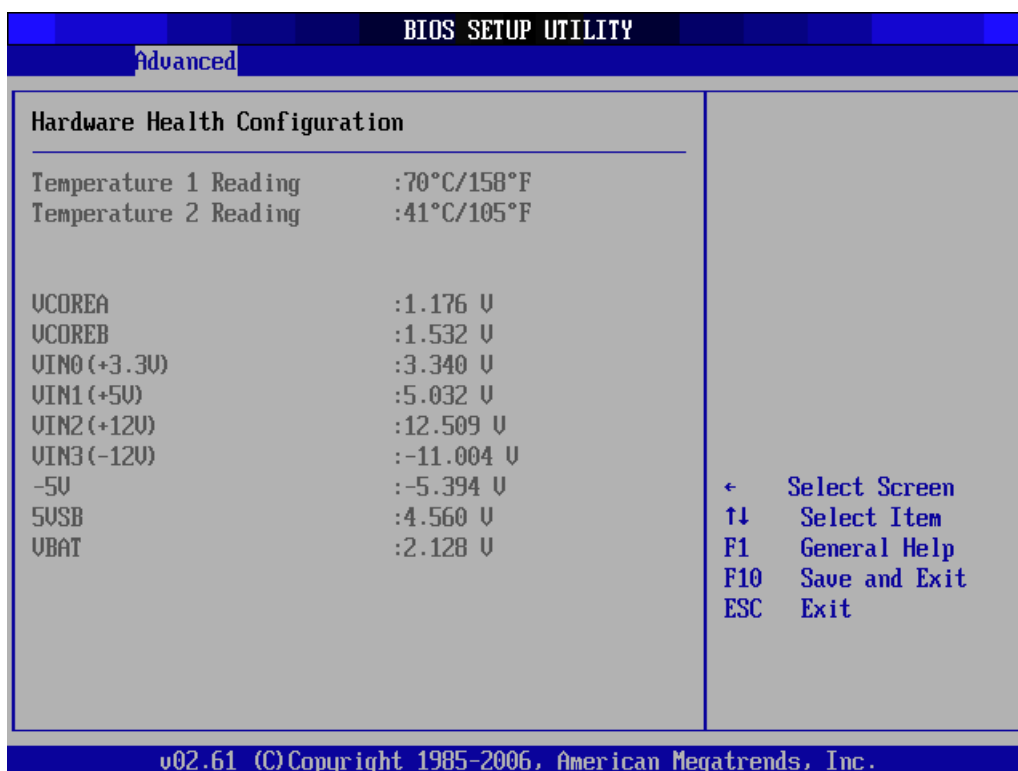 BIOS SETUP UTILITY
Advanced
Hardware Health Configuration
Temperature 1 Reading :70°C/158°F
Temperature 2 Reading :41°C/105°F
VCOREA :1.176 V
VCOREB :1.532 V
VIN0(+3.3V) :3.340 V
VIN1(+5V) :5.032 V
VIN2(+12V) :12.509 V
VIN3(-12V) :-11.004 V
-5V :-5.394 V
5VSB :4.560 V
VBAT :2.128 V
← Select Screen
↑↓ Select Item
F1 General Help
F10 Save and Exit
ESC Exit
v02.61 (C)Copyright 1985-2006, American Megatrends, Inc.